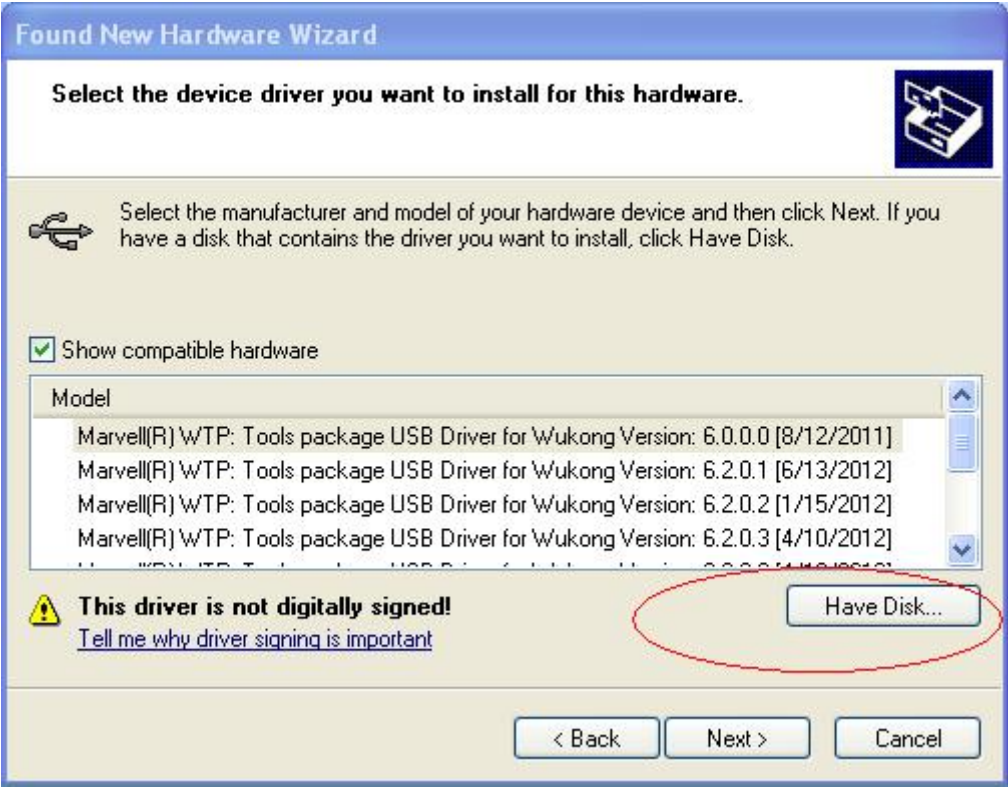 Found New Hardware Wizard
Select the device driver you want to install for this hardware.
Select the manufacturer and model of your hardware device and then click Next. If you
have a disk that contains the driver you want to install, click Have Disk.
Show compatible hardware
Model
Marvell(R) WTP: Tools package USB Driver for Wukong Version: 6.0.0.0 [8/12/2011]
Marvell(R) WTP: Tools package USB Driver for Wukong Version: 6.2.0.1 [6/13/2012]
Marvell(R) WTP: Tools package USB Driver for Wukong Version: 6.2.0.2 [1/15/2012]
Marvell(R) WTP: Tools package USB Driver for Wukong Version: 6.2.0.3 [4/10/2012]
This driver is not digitally signed!
Have Disk...
Tell me why driver signing is important
< Back
Next >
Cancel